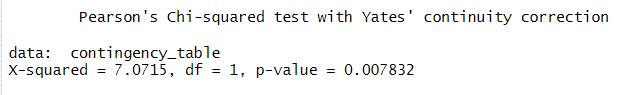 Pearson's Chi-squared test with Yates' continuity correction
data:  contingency_table
X-squared = 7.0715, df = 1, p-value = 0.007832